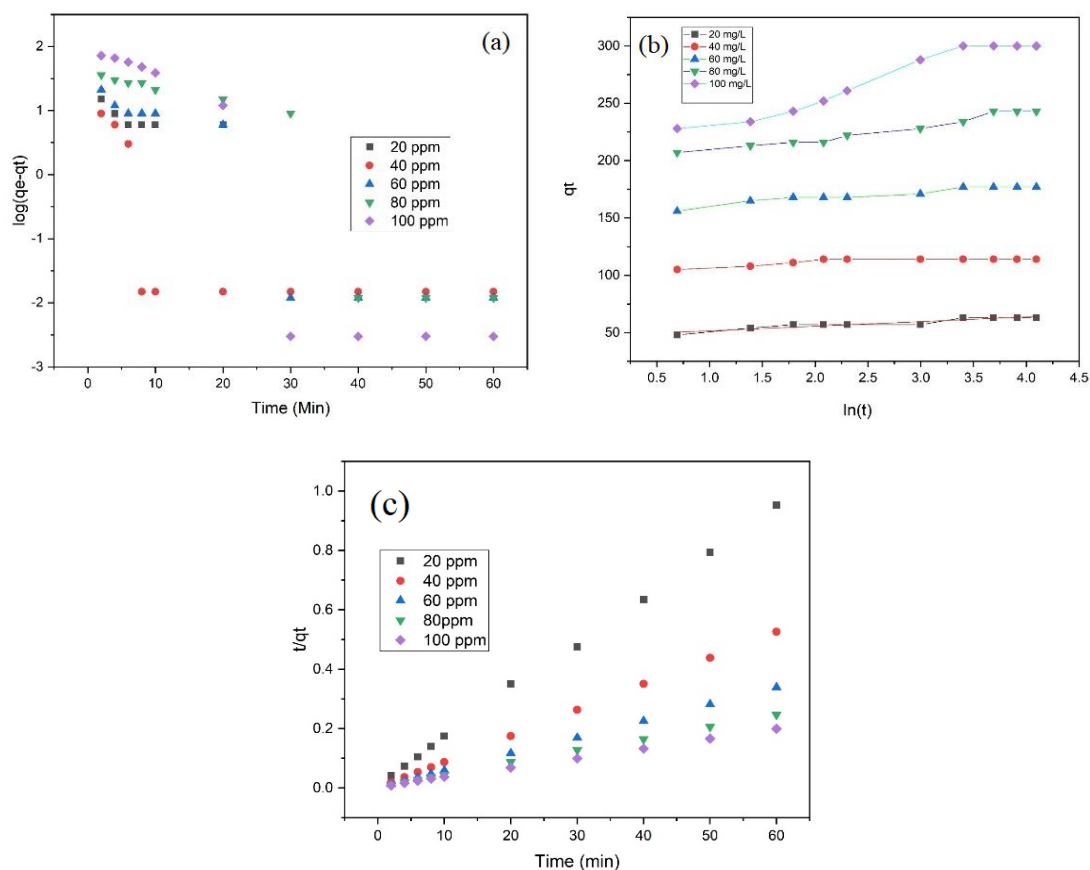 (a)
2
1
0
-1
-2
-3
log(qe-qt)
20 ppm
40 ppm
60 ppm
80 ppm
100 ppm
0
10
20
30
40
50
60
Time (Min)
(b)
300
250
200
150
100
50
qt
20 mg/L
40 mg/L
60 mg/L
80 mg/L
100 mg/L
0.5
1.0
1.5
2.0
2.5
3.0
3.5
4.0
4.5
ln(t)
(c)
1.0
0.8
0.6
0.4
0.2
0.0
t/qt
20 ppm
40 ppm
60 ppm
80ppm
100 ppm
0
10
20
30
40
50
60
Time (min)